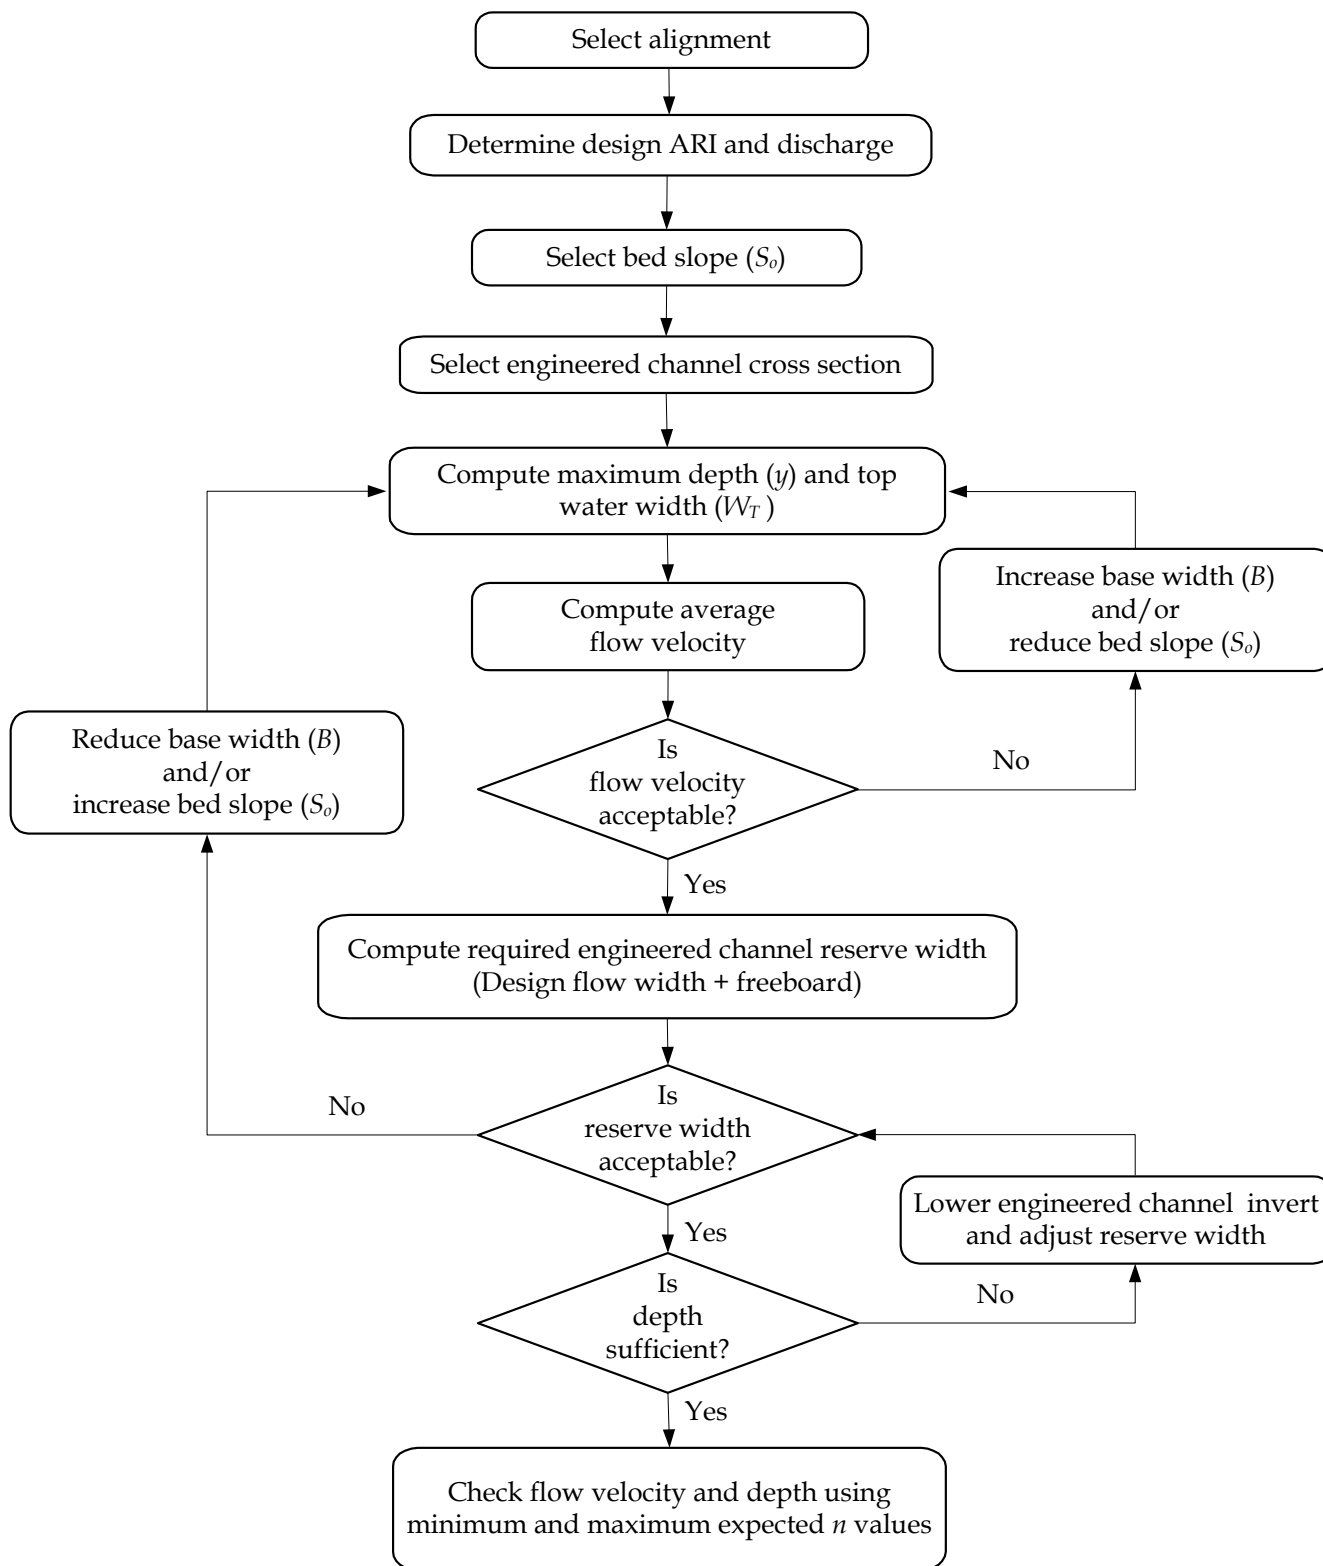 Select alignment
Determine design ARI and discharge
Select bed slope (So)
Select engineered channel cross section
Compute maximum depth (y) and top
water width (WT )
Increase base width (B)
and/or
reduce bed slope (So)
Compute average
flow velocity
Reduce base width (B)
and/or
increase bed slope (So)
Is
flow velocity
acceptable?
No
Yes
Compute required engineered channel reserve width
(Design flow width + freeboard)
Is
reserve width
acceptable?
No
Yes
Lower engineered channel invert
and adjust reserve width
Is
depth
sufficient?
No
Yes
Check flow velocity and depth using
minimum and maximum expected n values